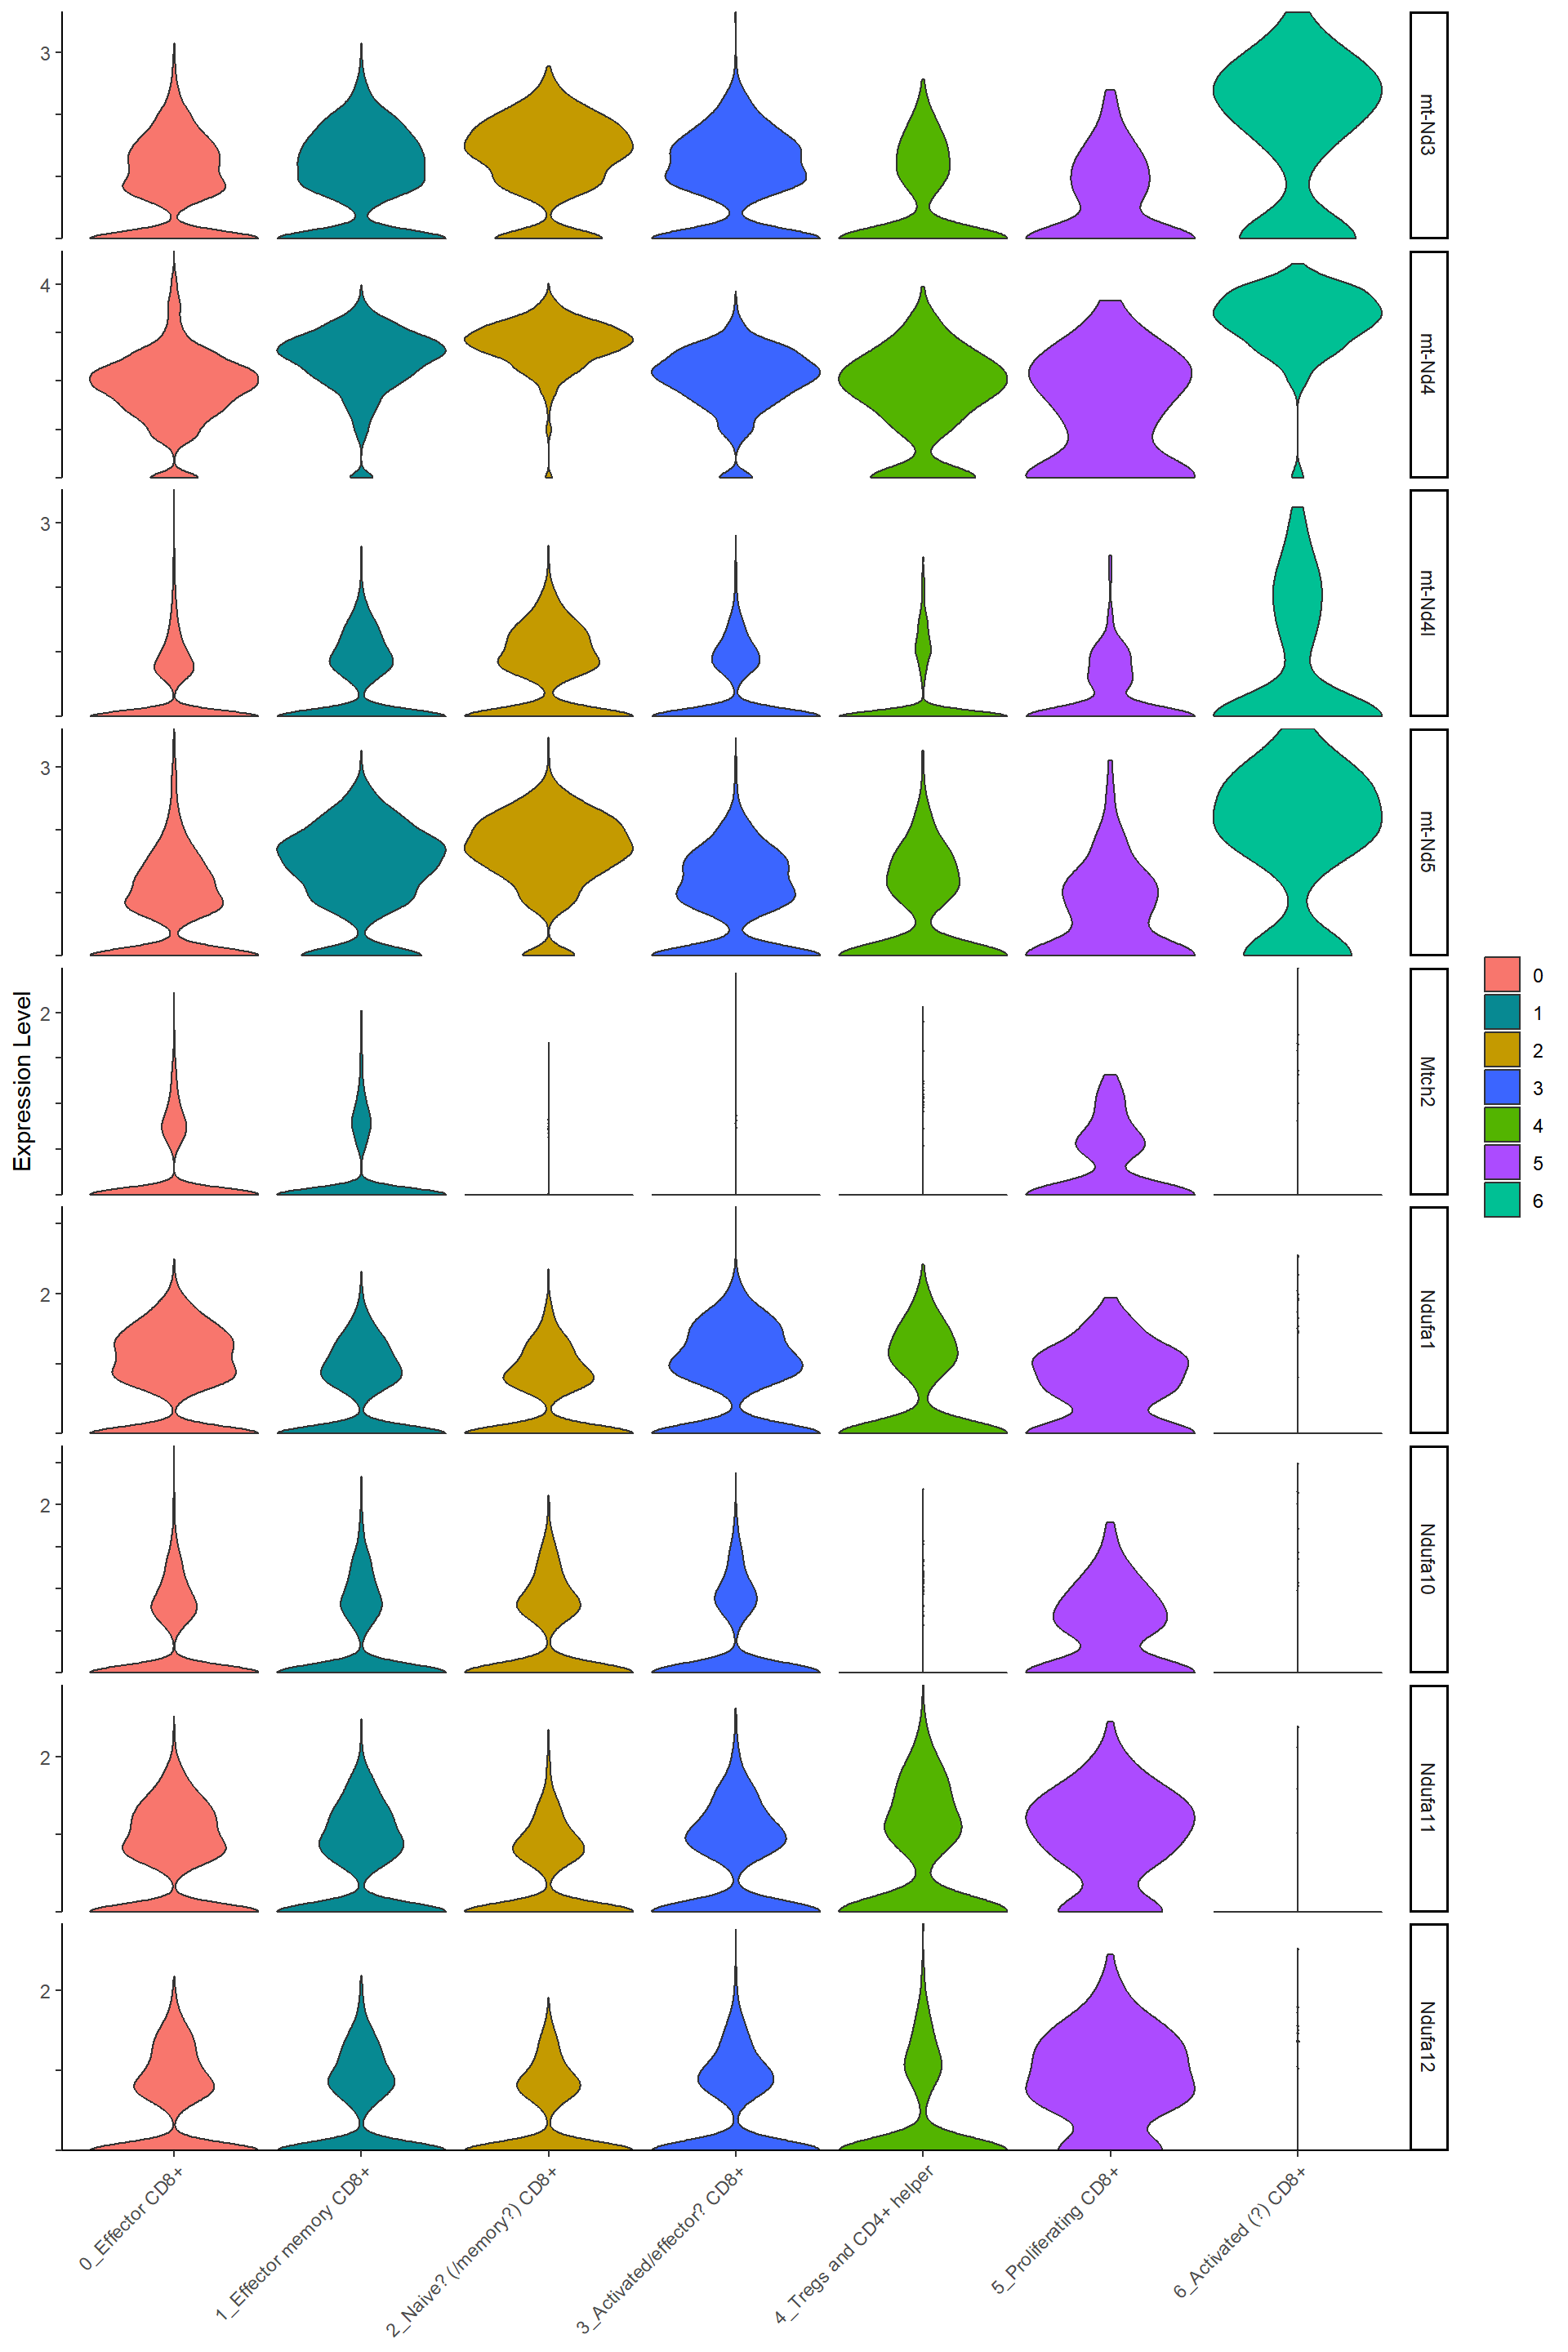 3
mt-Nd3
4
mt-Nd4
3
mt-Nd4l
3
mt-Nd5
Expression Level
2
Mtch2
2
Ndufa1
2
Ndufa10
2
Ndufa11
2
Ndufa12
0
1
2
3
4
5
6
0_Effector CD8+
1_Effector memory CD8+
2_Naive? (/memory?) CD8+
3_Activated/effector? CD8+
4_Tregs and CD4+ helper
5_Proliferating CD8+
6_Activated (?) CD8+